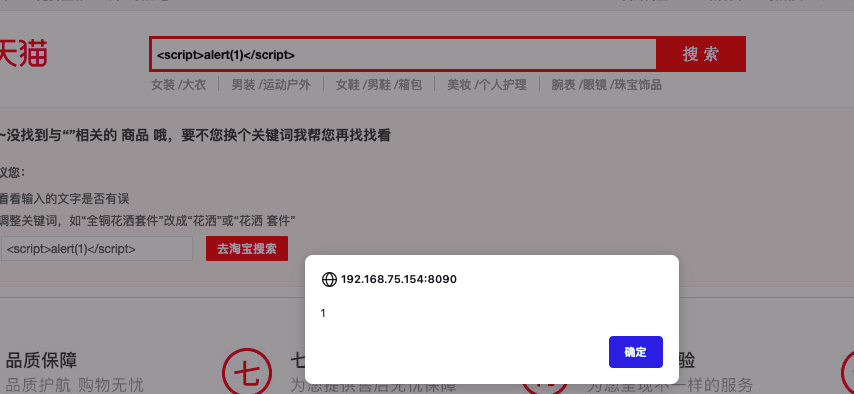 天猫
<script>alert(1)</script>
搜 索
女装 /大衣
男装 /运动户外
女鞋 /男鞋 /箱包
美妆 /个人护理
腕表 /眼镜 /珠宝饰品
~没找到与“”相关的 商品 哦，要不您换个关键词我帮您再找找看
议您：
看看输入的文字是否有误
调整关键词，如“全铜花洒套件”改成“花洒”或“花洒 套件”
<script>alert(1)</script>
去淘宝搜索
192.168.75.154:8090
1
确定
品质保障
品质护航 购物无忧
七
七
为您提供售后无忧保障
验
为您呈现不一样的服务